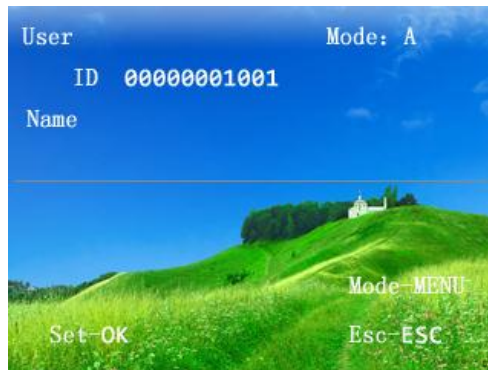 User Mode: A
ID 00000001001
Name
Mode-MENU
Set-OK Esc-ESC